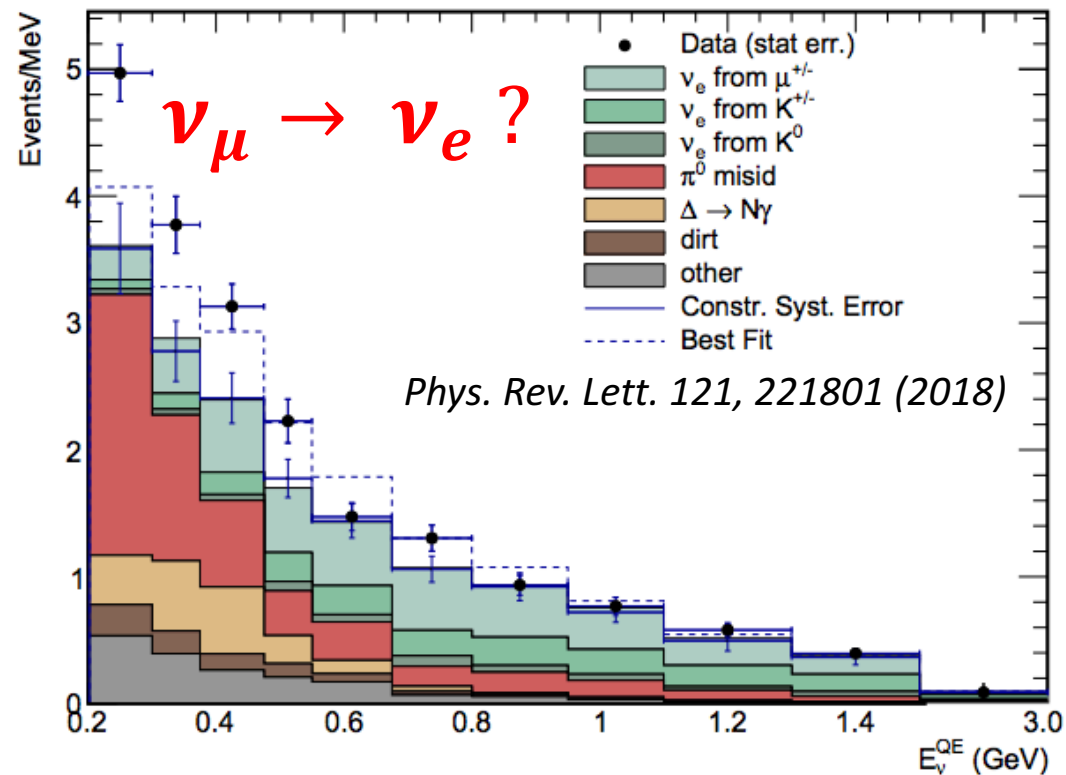 Events/MeV
5
4
3
2
1
0
ν_μ → ν_e ?
Data (stat err.)
ν_e from μ^{+/-}
ν_e from K^{+/-}
ν_e from K^0
π^0 misid
Δ → Nγ
dirt
other
Constr. Syst. Error
Best Fit
Phys. Rev. Lett. 121, 221801 (2018)
0.2 0.4 0.6 0.8 1 1.2 1.4 3.0
E_ν^{QE} (GeV)